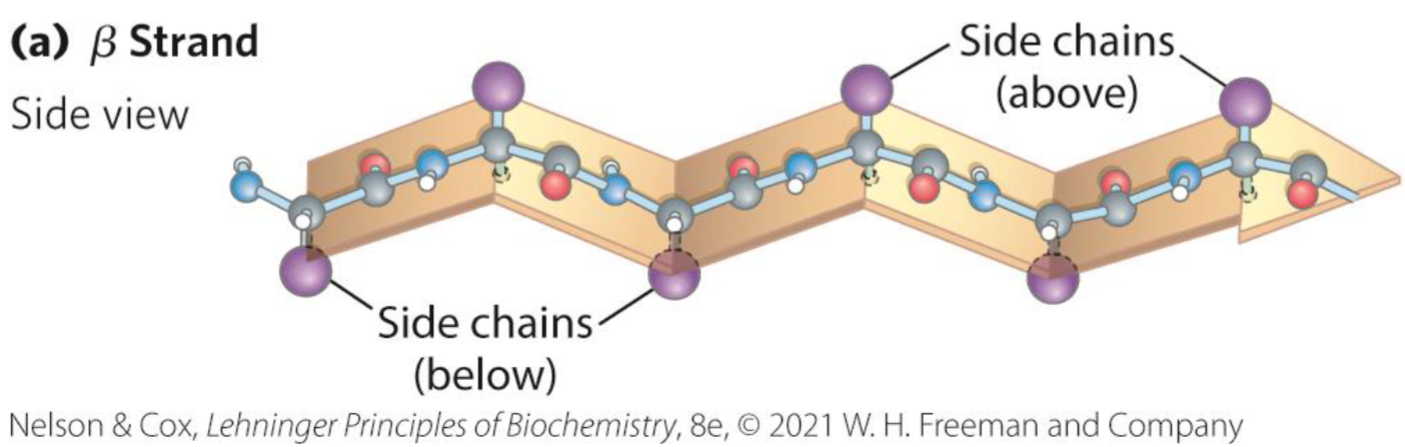 (a) β Strand
Side view
Side chains
(above)
Side chains
(below)
Nelson & Cox, Lehninger Principles of Biochemistry, 8e, © 2021 W. H. Freeman and Company